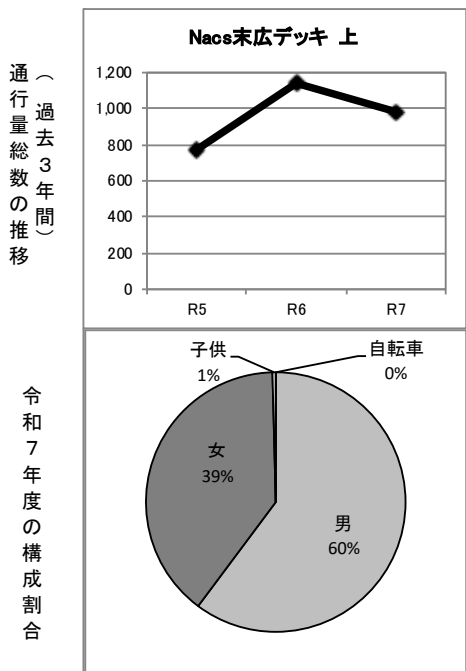 通行量総数の推移
（過去３年間）
Nacs末広デッキ 上
1,200
1,000
800
600
400
200
0
R5 R6 R7
令和７年度の構成割合
子供
1%
自転車
0%
女
39%
男
60%